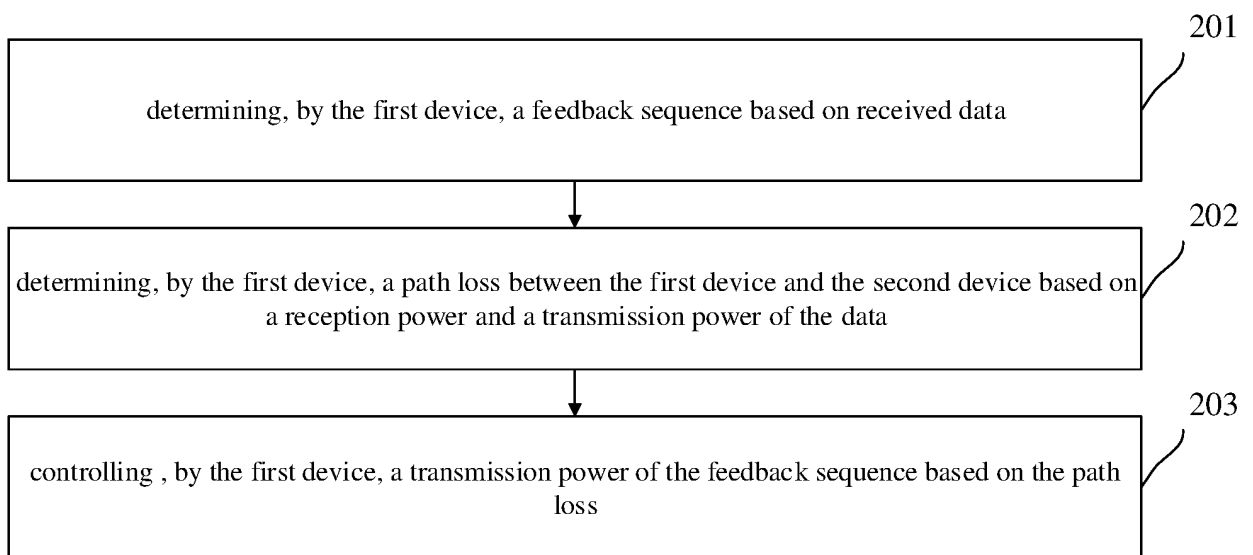 201
determining, by the first device, a feedback sequence based on received data
202
determining, by the first device, a path loss between the first device and the second device based on
a reception power and a transmission power of the data
203
controlling , by the first device, a transmission power of the feedback sequence based on the path
loss